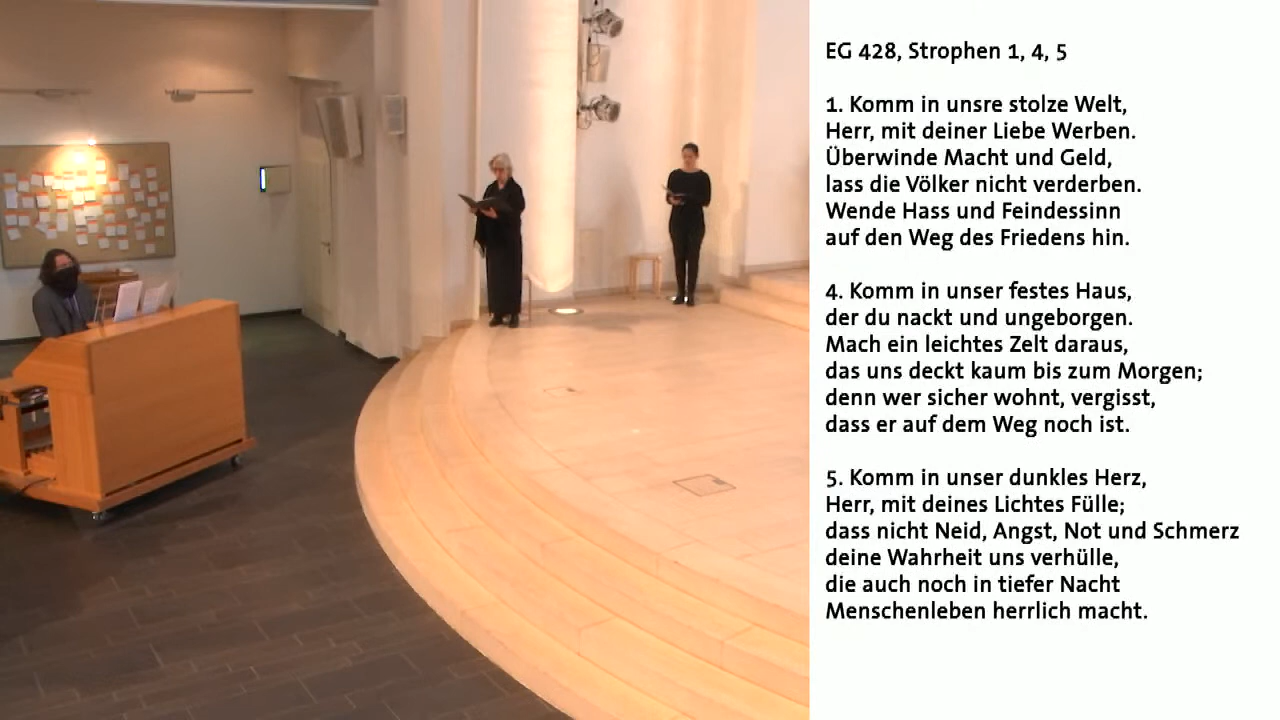 EG 428, Strophen 1, 4, 5
1. Komm in unsre stolze Welt,
Herr, mit deiner Liebe Werben.
Überwinde Macht und Geld,
lass die Völker nicht verderben.
Wende Hass und Feindessinn
auf den Weg des Friedens hin.
4. Komm in unser festes Haus,
der du nackt und ungeborgen.
Mach ein leichtes Zelt daraus,
das uns deckt kaum bis zum Morgen;
denn wer sicher wohnt, vergisst,
dass er auf dem Weg noch ist.
5. Komm in unser dunkles Herz,
Herr, mit deines Lichtes Fülle;
dass nicht Neid, Angst, Not und Schmerz
deine Wahrheit uns verhülle,
die auch noch in tiefer Nacht
Menschenleben herrlich macht.